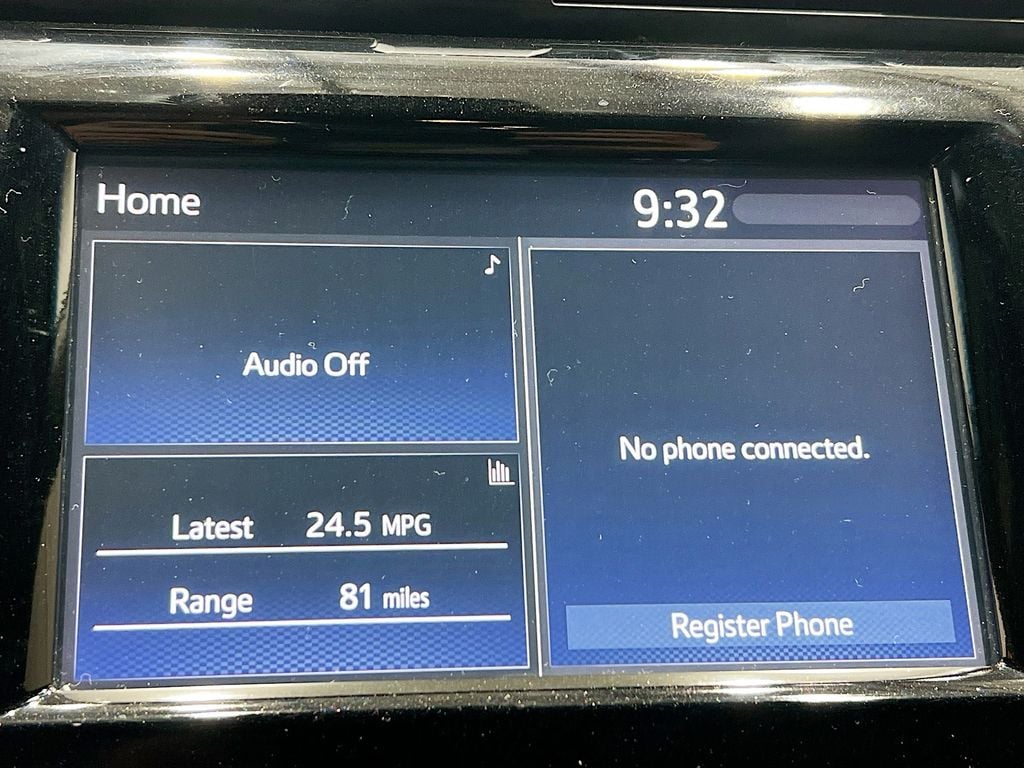 Home
9:32
Audio Off
Latest 24.5 MPG
Range 81 miles
No phone connected.
Register Phone